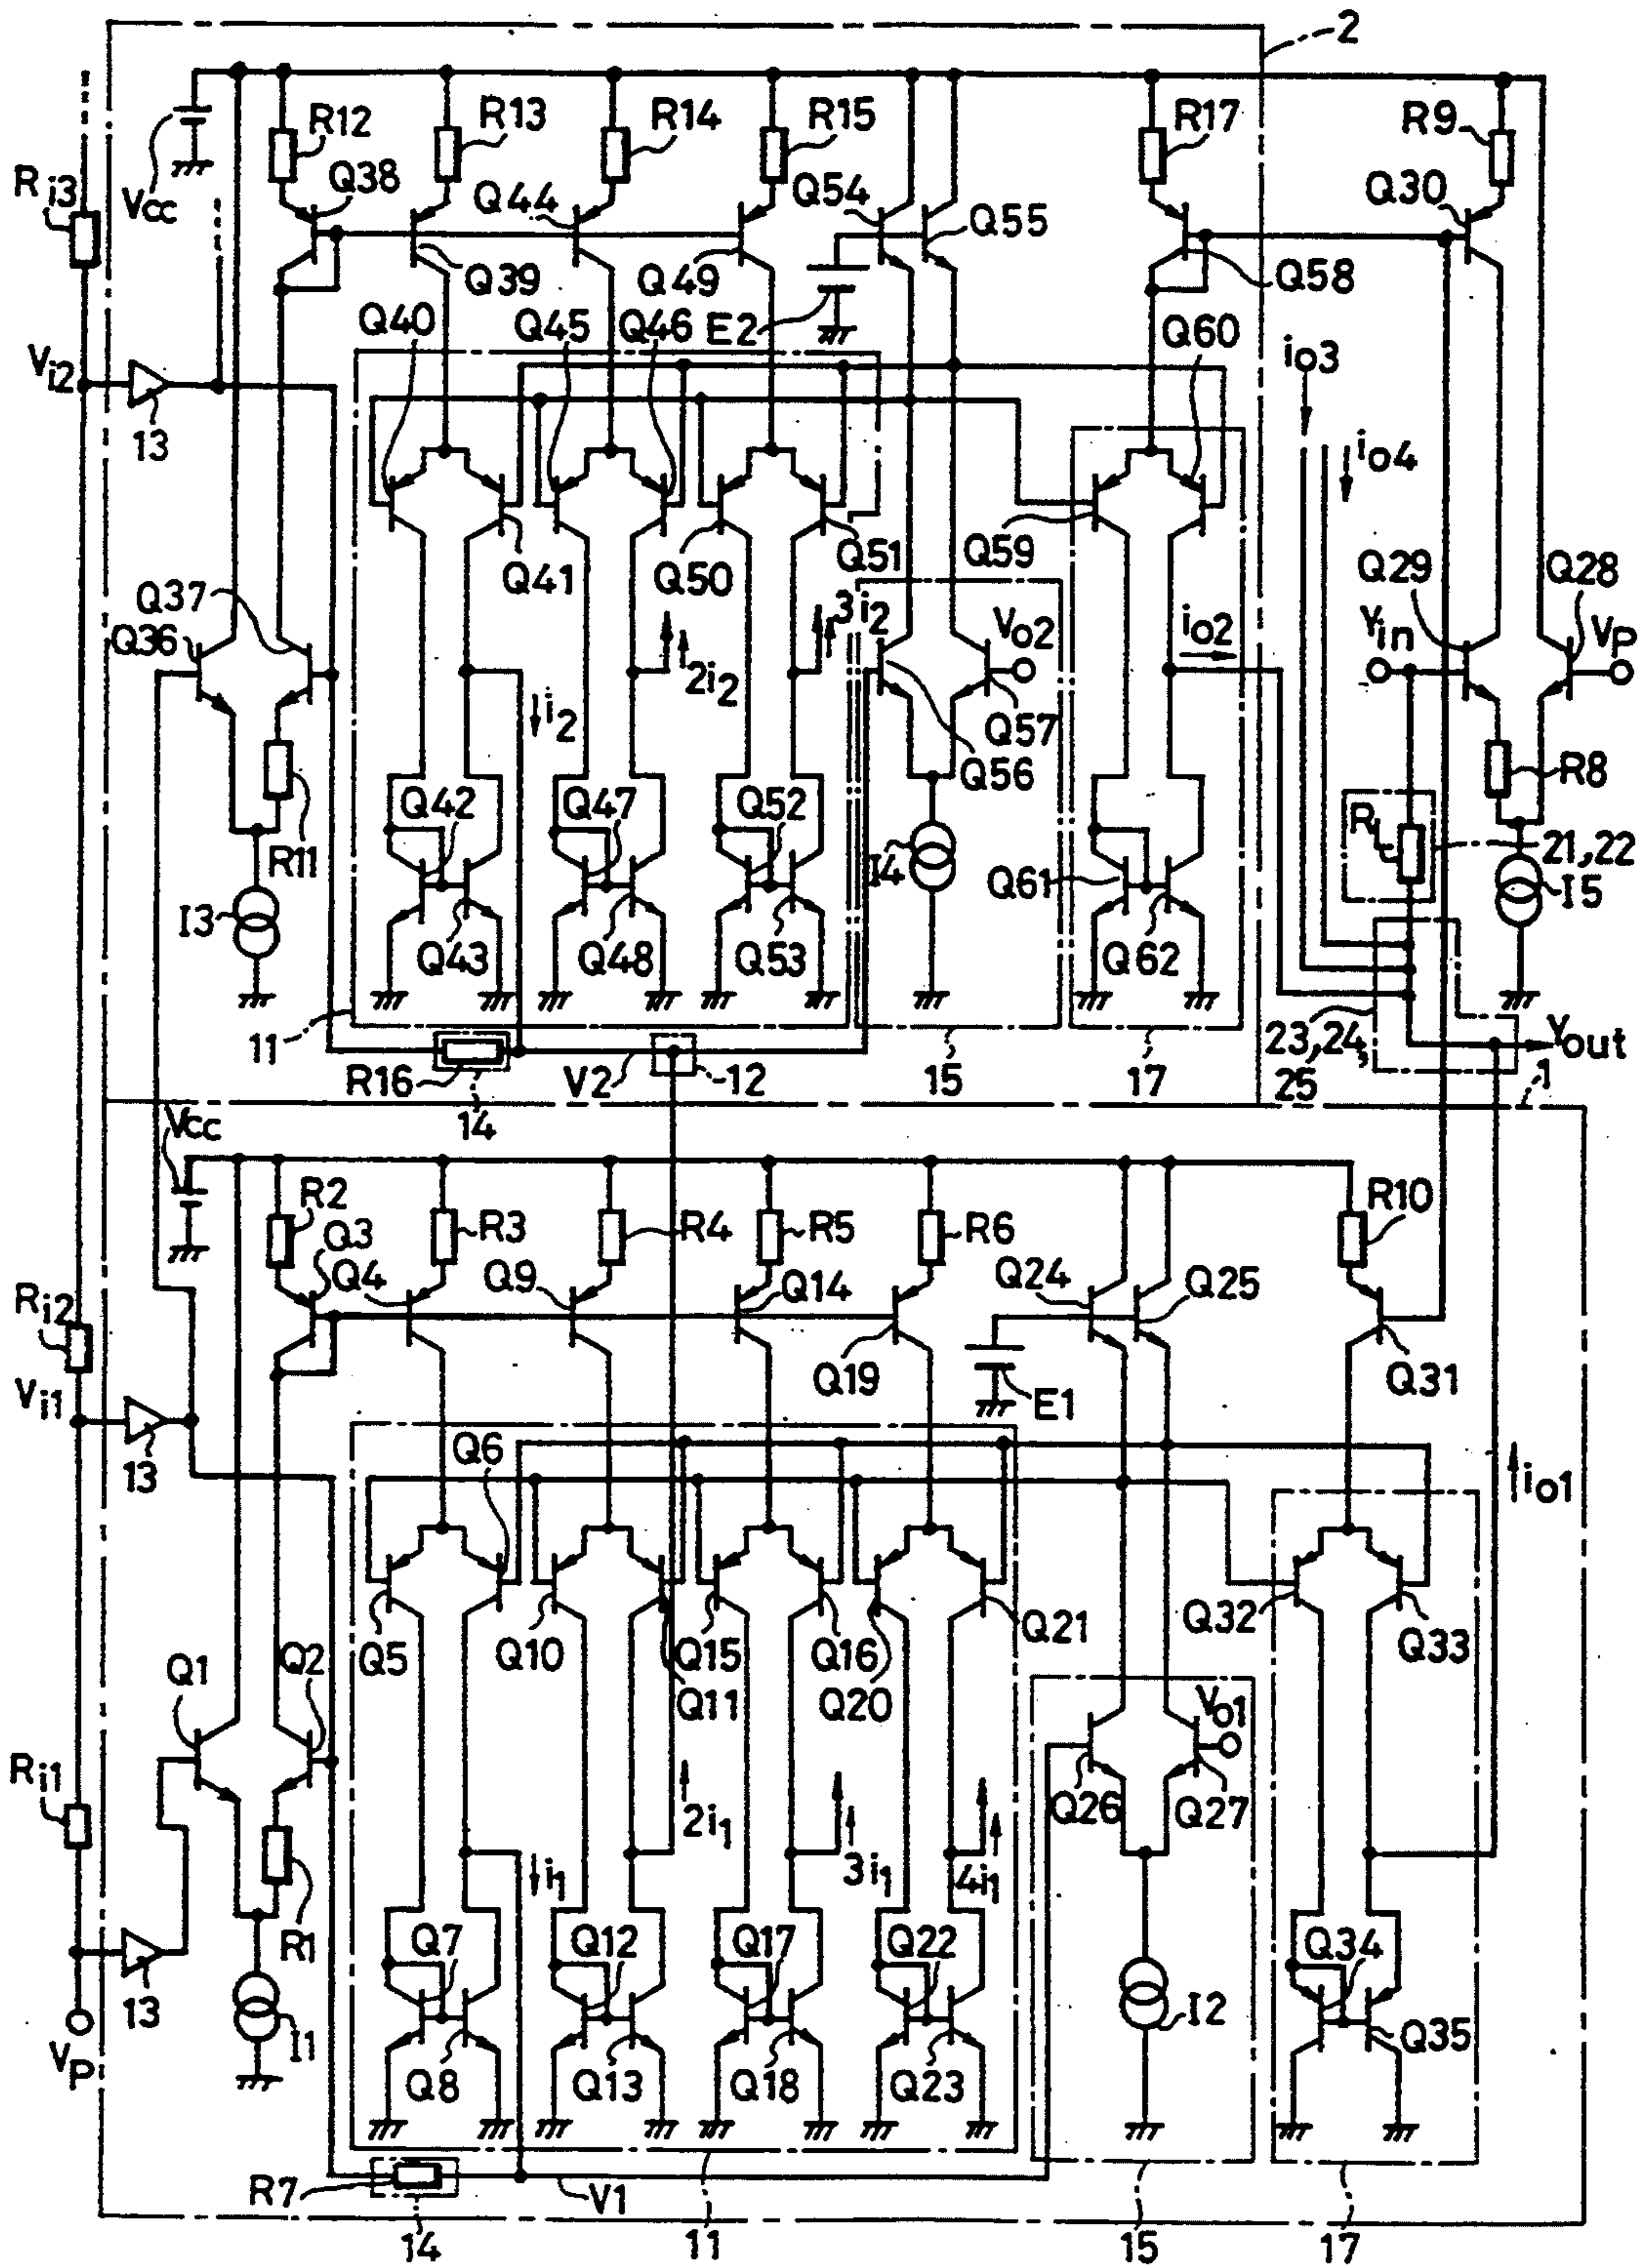 2
R12
R13
R14
R15
R17
R9
Ri3
Vcc
Q38
Q44
Q54
Q30
Q39
Q49
Q55
Q58
Q40
Q45
Q46
E2
Q60
io3
Vi2
13
io4
Q41
Q50
Q51
Q59
Q29
Q28
Q37
Q36
3i2
Vo2
io2
Yin
VP
2i2
i2
Q57
Q56
R8
Q42
Q47
Q52
RL
R11
I4
Q61
21,22
I3
I5
Q43
Q48
Q53
Q62
11
R16
V2
12
15
17
23,24,
25
Yout
1
14
Vcc
R2
R3
R4
R5
R6
R10
Q3
Q4
Q9
Q14
Q24
Q25
Ri2
Q19
Q31
Vi1
E1
13
Q6
io1
Q5
Q10
Q15
Q16
Q21
Q32
Q33
Q1
Q2
Q11
Q20
Vo1
Ri1
2i1
Q26
Q27
i1
3i1
4i1
R1
Q7
Q12
Q17
Q22
Q34
13
I1
I2
VP
Q8
Q13
Q18
Q23
Q35
R7
V1
14
11
15
17